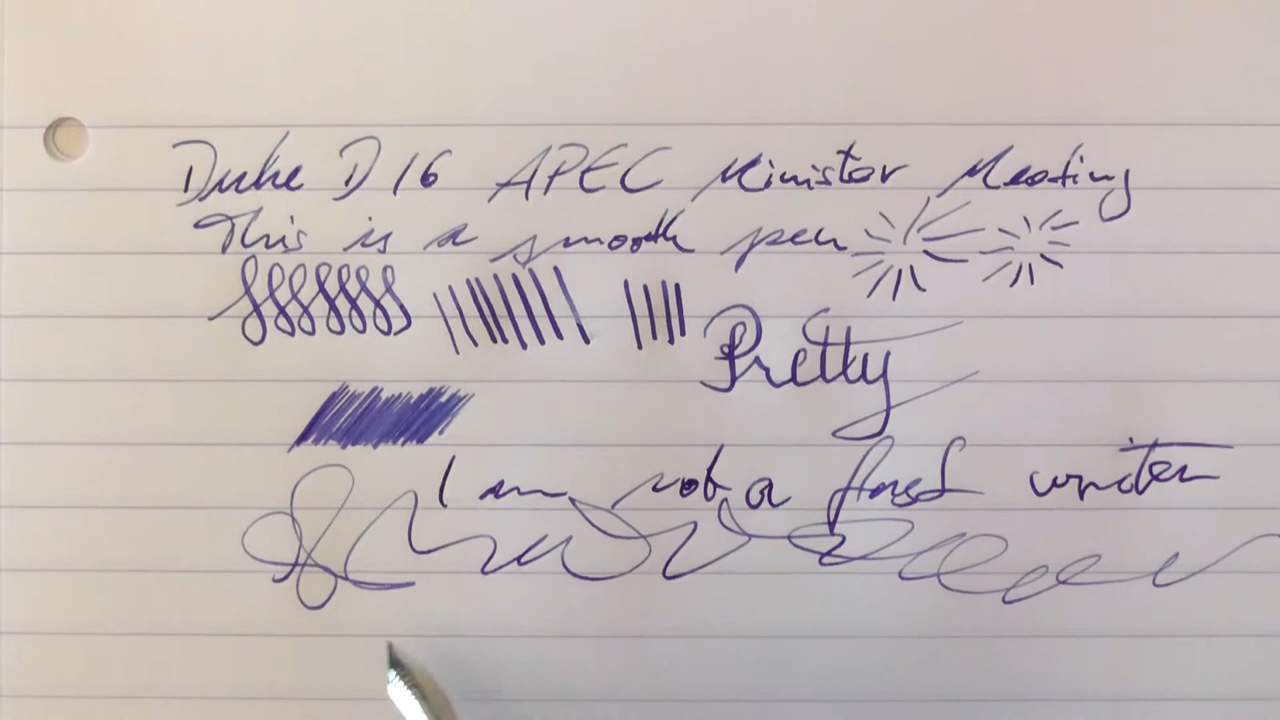 Duke D16 APEC Minister Meeting
This is a smooth pen
Pretty
I am not a fast writer